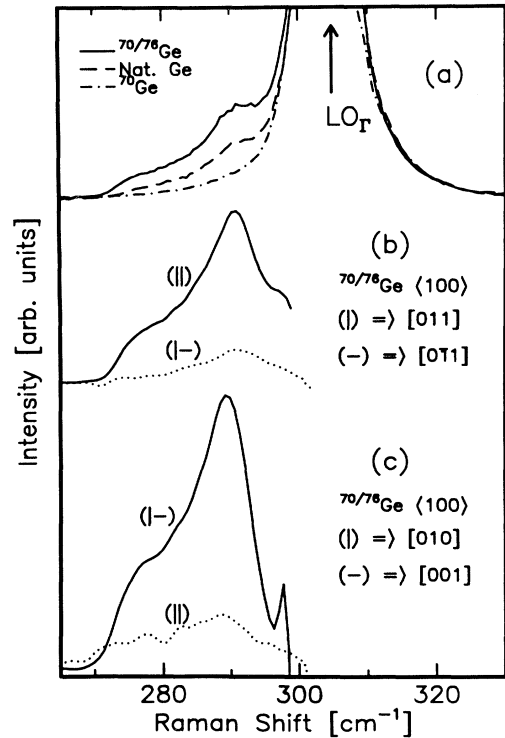 ⁷⁰/⁷⁶Ge
Nat. Ge
⁷⁰Ge
(a)
LO_Γ
(b)
(||)
⁷⁰/⁷⁶Ge ⟨100⟩
(|) => [011]
(|–)
(–) => [01̅1]
(c)
⁷⁰/⁷⁶Ge ⟨100⟩
(|–)
(|) => [010]
(–) => [001]
(||)
Intensity [arb. units]
280 300 320
Raman Shift [cm⁻¹]